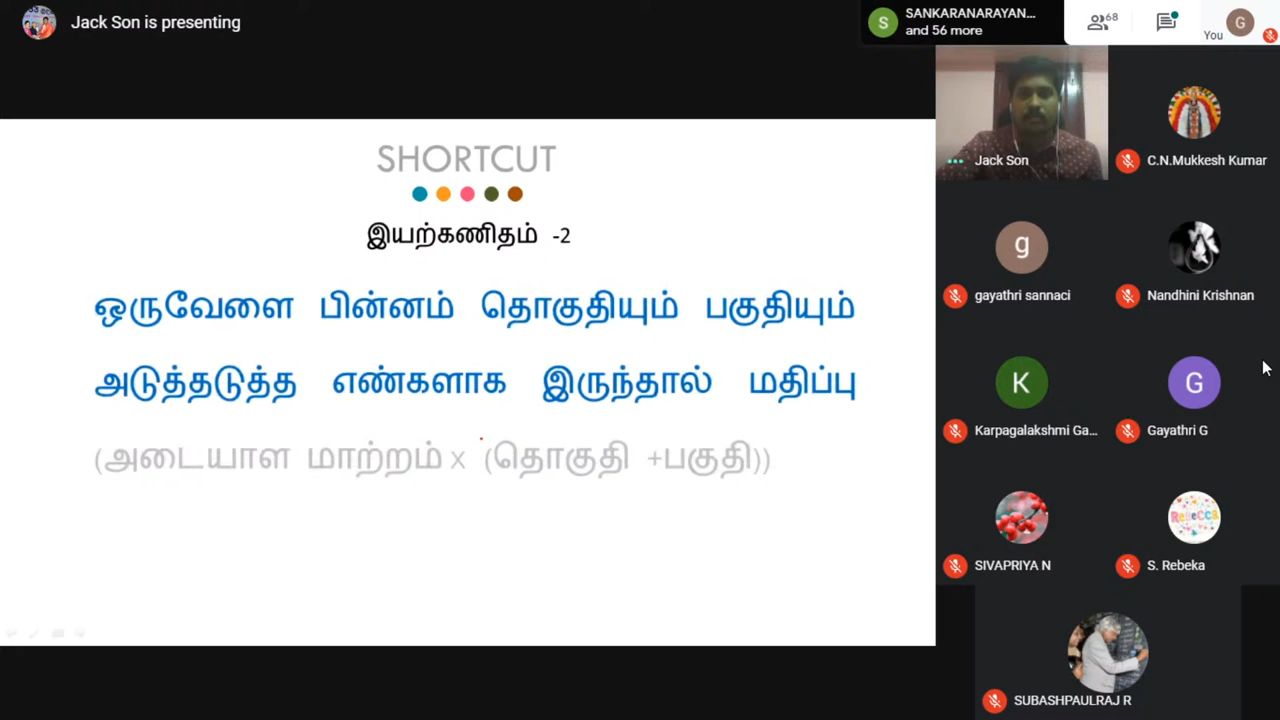 Jack Son is presenting
SANKARANARAYAN...
and 56 more
S
68
You
G
SHORTCUT
இயற்கணிதம் -2
ஒருவேளை பின்னம் தொகுதியும் பகுதியும்
அடுத்தடுத்த எண்களாக இருந்தால் மதிப்பு
(அடையாள மாற்றம் x (தொகுதி +பகுதி))
Jack Son
C.N.Mukkesh Kumar
g
gayathri sannaci
Nandhini Krishnan
K
G
Karpagalakshmi Ga...
Gayathri G
ReBeCCa
SIVAPRIYA N
S. Rebeka
SUBASHPAULRAJ R